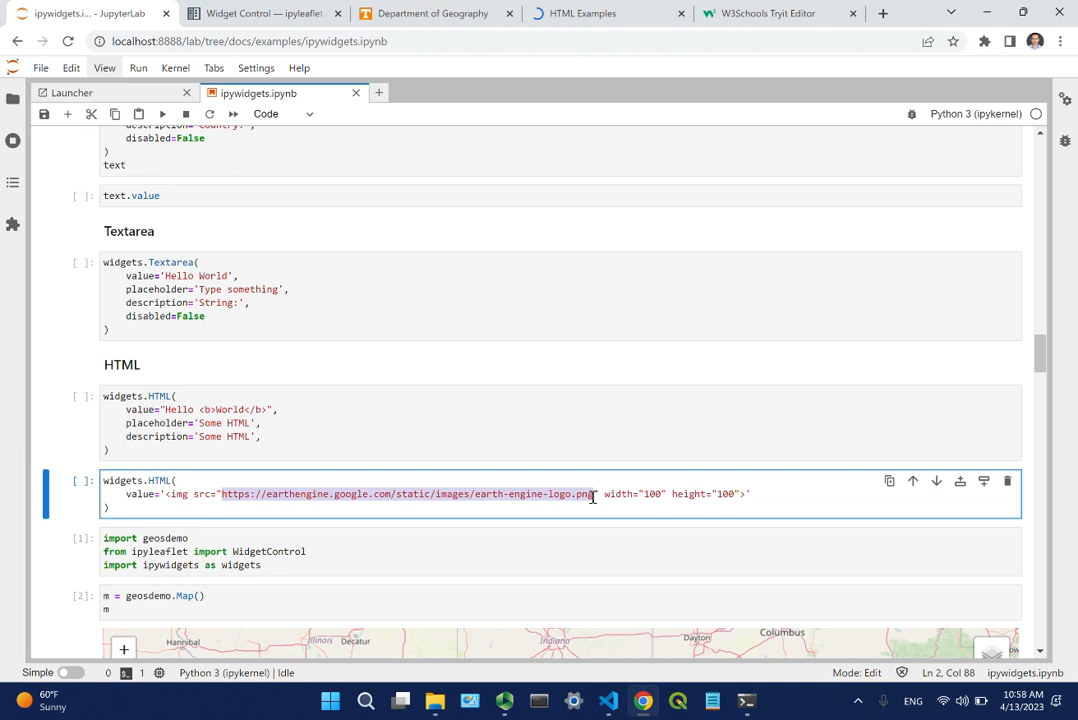 ipywidgets.i... - JupyterLab
Widget Control — ipyleaflet
Department of Geography
HTML Examples
W3Schools Tryit Editor
localhost:8888/lab/tree/docs/examples/ipywidgets.ipynb
File Edit View Run Kernel Tabs Settings Help
Launcher
ipywidgets.ipynb
Code
Python 3 (ipykernel)
disabled=False
)
text
[ ]: text.value
Textarea
[ ]: widgets.Textarea(
value='Hello World',
placeholder='Type something',
description='String:',
disabled=False
)
HTML
[ ]: widgets.HTML(
value="Hello <b>World</b>",
placeholder='Some HTML',
description='Some HTML',
)
[ ]: widgets.HTML(
value='<img src="https://earthengine.google.com/static/images/earth-engine-logo.png" width="100" height="100">'
)
[1]: import geosdemo
from ipyleaflet import WidgetControl
import ipywidgets as widgets
[2]: m = geosdemo.Map()
m
Hannibal
Illinois
Decatur
Indiana
Dayton
Columbus
+
Simple
0
1
Python 3 (ipykernel) | Idle
Mode: Edit
Ln 2, Col 88
ipywidgets.ipynb
60°F
Sunny
ENG
10:58 AM
4/13/2023